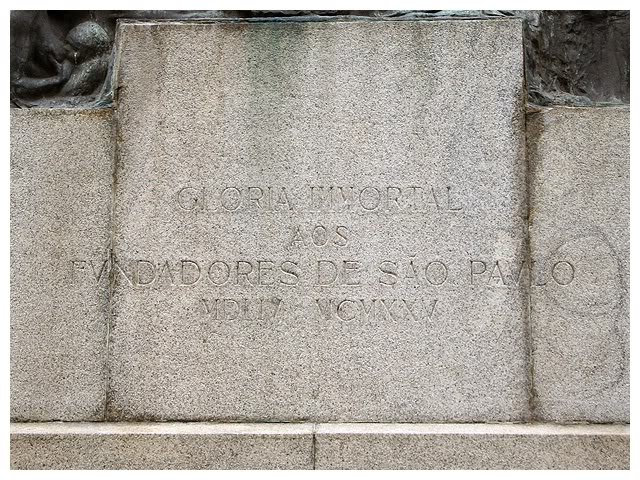 GLORIA IMMORTAL
AOS
FVNDADORES DE SÃO PAVLO
MDLIV MCMXXV